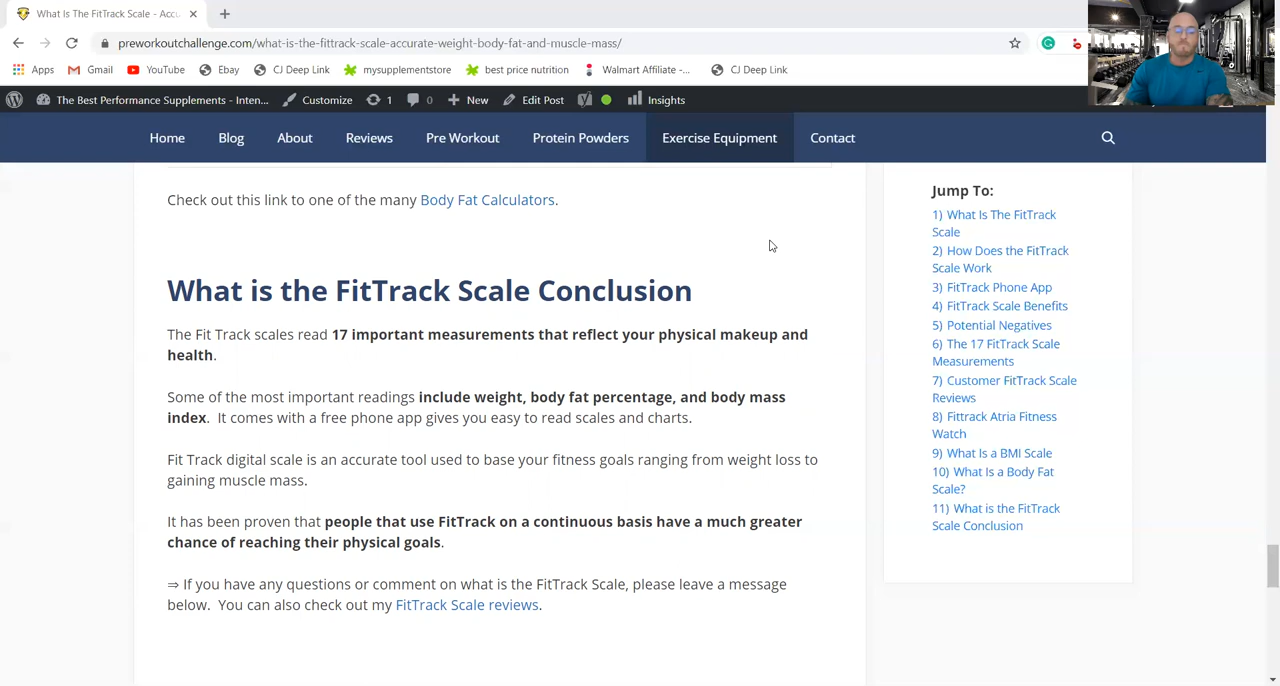 What Is The FitTrack Scale - Accu
preworkoutchallenge.com/what-is-the-fittrack-scale-accurate-weight-body-fat-and-muscle-mass/
Apps Gmail YouTube Ebay CJ Deep Link mysupplementstore best price nutrition Walmart Affiliate -... CJ Deep Link
The Best Performance Supplements - Inten... Customize 1 0 New Edit Post Insights
Home Blog About Reviews Pre Workout Protein Powders Exercise Equipment Contact
Check out this link to one of the many Body Fat Calculators.
What is the FitTrack Scale Conclusion
The Fit Track scales read 17 important measurements that reflect your physical makeup and
health.
Some of the most important readings include weight, body fat percentage, and body mass
index. It comes with a free phone app gives you easy to read scales and charts.
Fit Track digital scale is an accurate tool used to base your fitness goals ranging from weight loss to
gaining muscle mass.
It has been proven that people that use FitTrack on a continuous basis have a much greater
chance of reaching their physical goals.
⇒ If you have any questions or comment on what is the FitTrack Scale, please leave a message
below. You can also check out my FitTrack Scale reviews.
Jump To:
1) What Is The FitTrack
Scale
2) How Does the FitTrack
Scale Work
3) FitTrack Phone App
4) FitTrack Scale Benefits
5) Potential Negatives
6) The 17 FitTrack Scale
Measurements
7) Customer FitTrack Scale
Reviews
8) Fittrack Atria Fitness
Watch
9) What Is a BMI Scale
10) What Is a Body Fat
Scale?
11) What is the FitTrack
Scale Conclusion